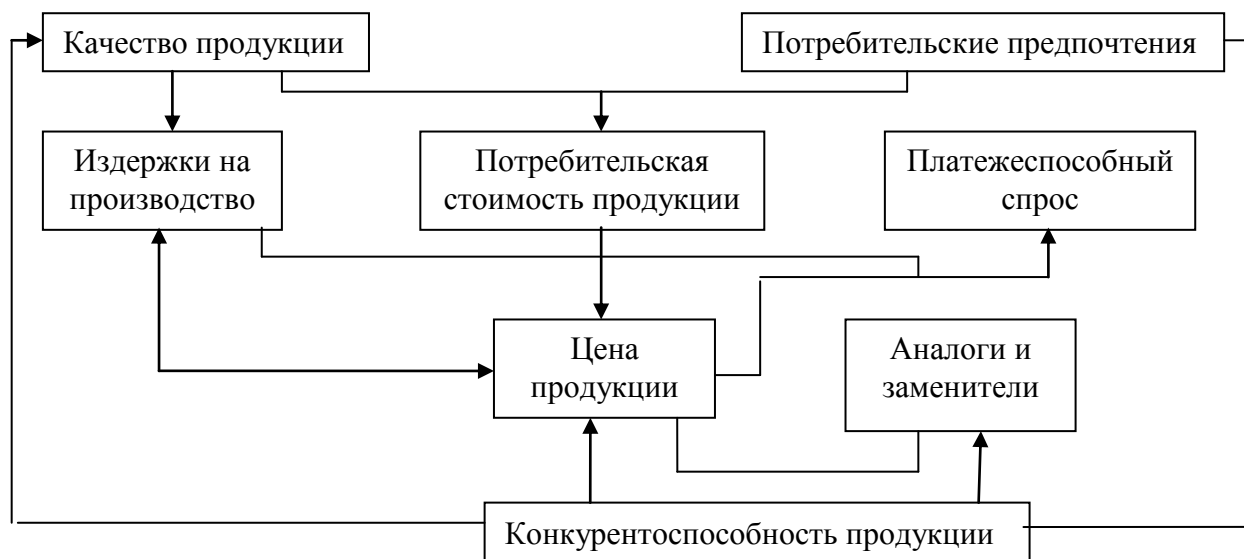 Качество продукции
Потребительские предпочтения
Издержки на
производство
Потребительская
стоимость продукции
Платежеспособный
спрос
Цена
продукции
Аналоги и
заменители
Конкурентоспособность продукции